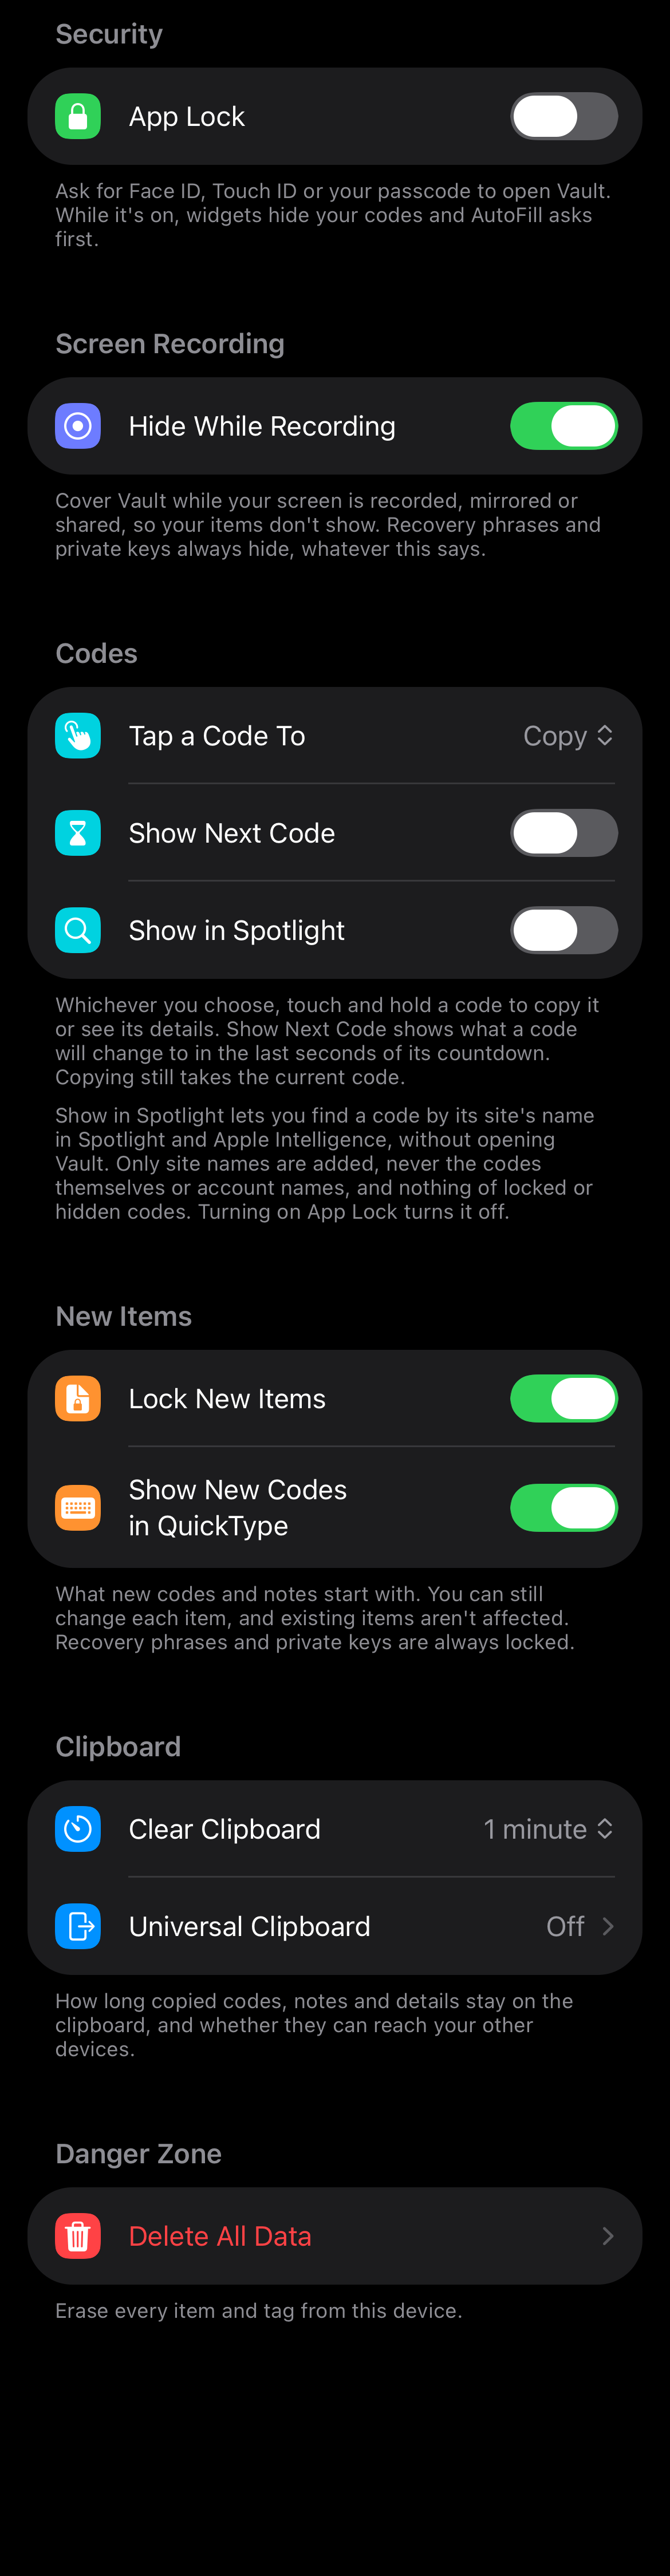 Security
App Lock
Ask for Face ID, Touch ID or your passcode to open Vault.
While it's on, widgets hide your codes and AutoFill asks
first.
Screen Recording
Hide While Recording
Cover Vault while your screen is recorded, mirrored or
shared, so your items don't show. Recovery phrases and
private keys always hide, whatever this says.
Codes
Tap a Code To Copy
Show Next Code
Show in Spotlight
Whichever you choose, touch and hold a code to copy it
or see its details. Show Next Code shows what a code
will change to in the last seconds of its countdown.
Copying still takes the current code.
Show in Spotlight lets you find a code by its site's name
in Spotlight and Apple Intelligence, without opening
Vault. Only site names are added, never the codes
themselves or account names, and nothing of locked or
hidden codes. Turning on App Lock turns it off.
New Items
Lock New Items
Show New Codes
in QuickType
What new codes and notes start with. You can still
change each item, and existing items aren't affected.
Recovery phrases and private keys are always locked.
Clipboard
Clear Clipboard 1 minute
Universal Clipboard Off
How long copied codes, notes and details stay on the
clipboard, and whether they can reach your other
devices.
Danger Zone
Delete All Data
Erase every item and tag from this device.